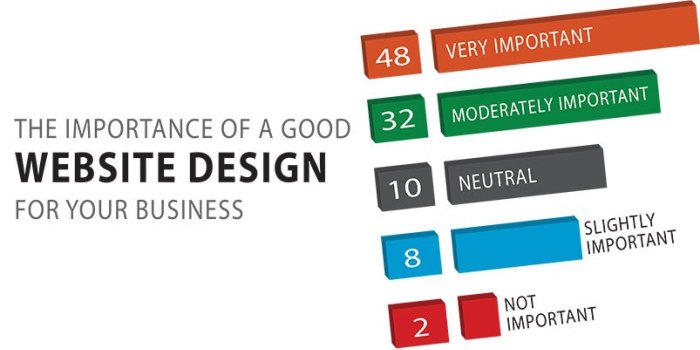 THE IMPORTANCE OF A GOOD
WEBSITE DESIGN
FOR YOUR BUSINESS
48 VERY IMPORTANT
32 MODERATELY IMPORTANT
10 NEUTRAL
8 SLIGHTLY
IMPORTANT
2 NOT
IMPORTANT